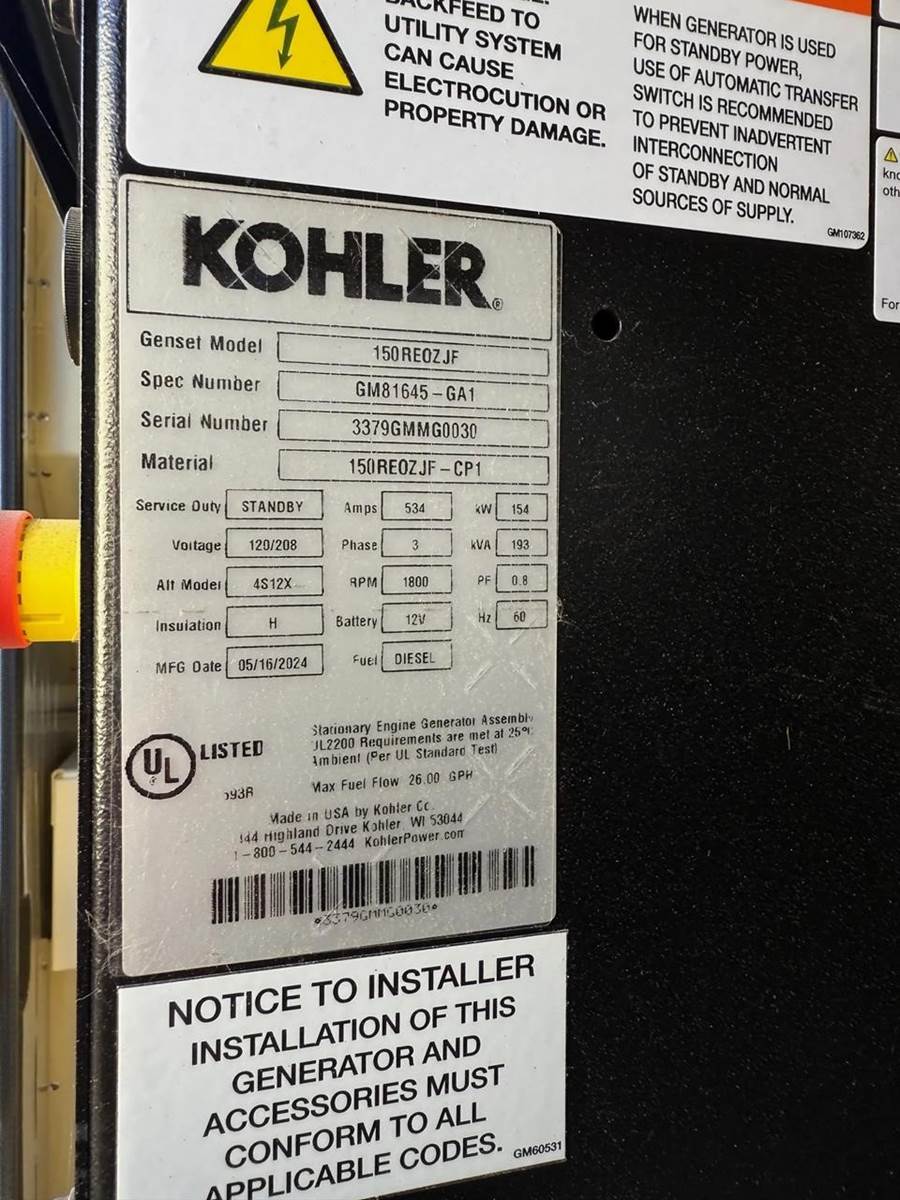 BACKFEED TO
UTILITY SYSTEM
CAN CAUSE
ELECTROCUTION OR
PROPERTY DAMAGE.
WHEN GENERATOR IS USED
FOR STANDBY POWER,
USE OF AUTOMATIC TRANSFER
SWITCH IS RECOMMENDED
TO PREVENT INADVERTENT
INTERCONNECTION
OF STANDBY AND NORMAL
SOURCES OF SUPPLY.
GM107362
For
KOHLER®
Genset Model 150REOZJF
Spec Number GM81645-GA1
Serial Number 3379GMMG0030
Material 150REOZJF-CP1
Service Duty STANDBY Amps 534 kW 154
Voltage 120/208 Phase 3 kVA 193
Alt Model 4S12X RPM 1800 PF 0.8
Insulation H Battery 12V Hz 60
MFG Date 05/16/2024 Fuel DIESEL
UL LISTED
Stationary Engine Generator Assembly
UL2200 Requirements are met at 25°C
Ambient (Per UL Standard Test)
Max Fuel Flow 26.00 GPH
Made in USA by Kohler Co.
444 Highland Drive Kohler, WI 53044
1-800-544-2444 KohlerPower.com
*3379GMMG0030*
NOTICE TO INSTALLER
INSTALLATION OF THIS
GENERATOR AND
ACCESSORIES MUST
CONFORM TO ALL
APPLICABLE CODES.
GM60531